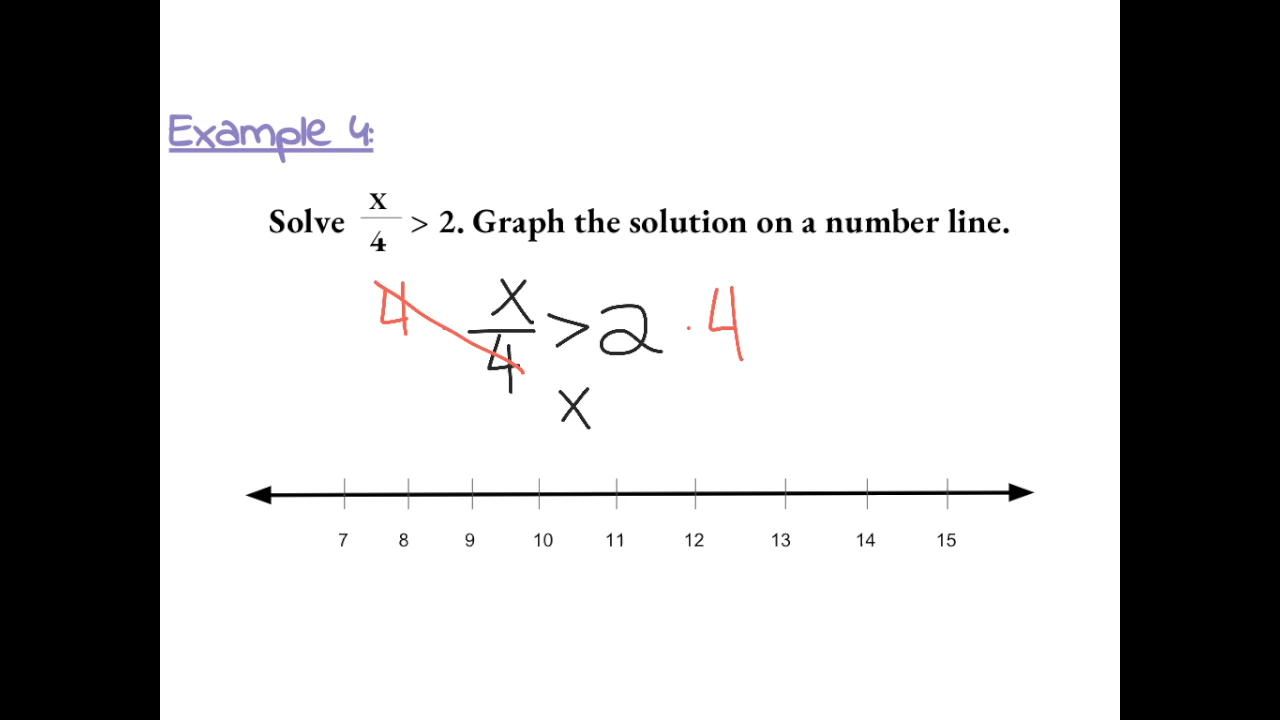 Example 4:
Solve x/4 > 2. Graph the solution on a number line.
4 · x/4 > 2 · 4
x
7 8 9 10 11 12 13 14 15